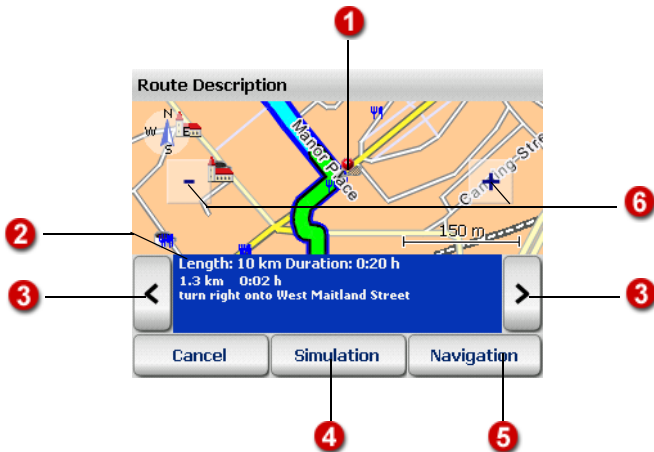 1
Route Description
N
W E
S
Manor Place
Canning-Stre
-
+
6
150 m
2
Length: 10 km Duration: 0:20 h
1.3 km 0:02 h
turn right onto West Maitland Street
3
<
>
3
Cancel
Simulation
Navigation
4
5